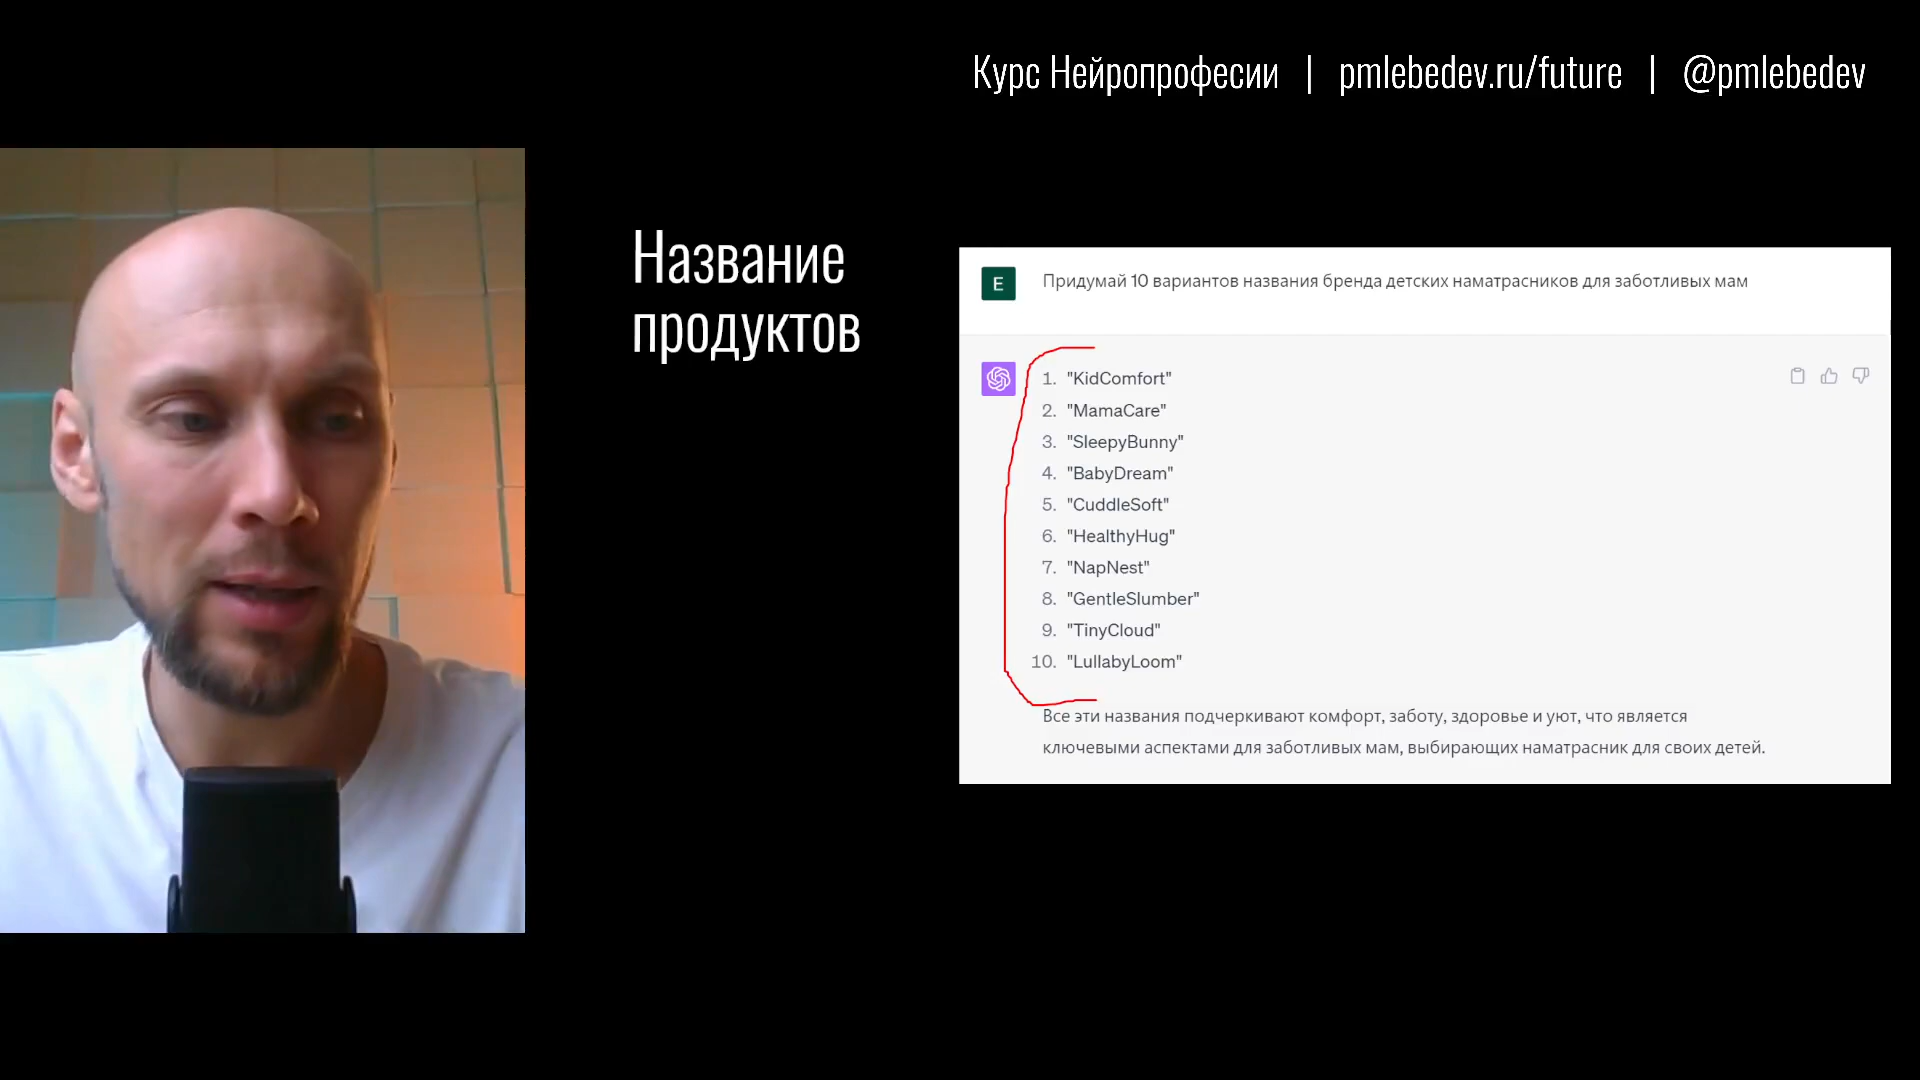 Курс Нейропрофесии | pmlebedev.ru/future | @pmlebedev
Название
продуктов
E
Придумай 10 вариантов названия бренда детских наматрасников для заботливых мам
1. "KidComfort"
2. "MamaCare"
3. "SleepyBunny"
4. "BabyDream"
5. "CuddleSoft"
6. "HealthyHug"
7. "NapNest"
8. "GentleSlumber"
9. "TinyCloud"
10. "LullabyLoom"
Все эти названия подчеркивают комфорт, заботу, здоровье и уют, что является
ключевыми аспектами для заботливых мам, выбирающих наматрасник для своих детей.